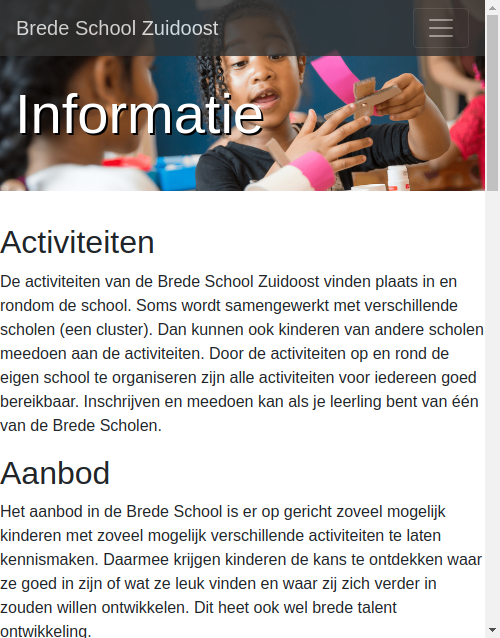 Brede School Zuidoost
Informatie
Activiteiten
De activiteiten van de Brede School Zuidoost vinden plaats in en
rondom de school. Soms wordt samengewerkt met verschillende
scholen (een cluster). Dan kunnen ook kinderen van andere scholen
meedoen aan de activiteiten. Door de activiteiten op en rond de
eigen school te organiseren zijn alle activiteiten voor iedereen goed
bereikbaar. Inschrijven en meedoen kan als je leerling bent van één
van de Brede Scholen.
Aanbod
Het aanbod in de Brede School is er op gericht zoveel mogelijk
kinderen met zoveel mogelijk verschillende activiteiten te laten
kennismaken. Daarmee krijgen kinderen de kans te ontdekken waar
ze goed in zijn of wat ze leuk vinden en waar zij zich verder in
zouden willen ontwikkelen. Dit heet ook wel brede talent
ontwikkeling.